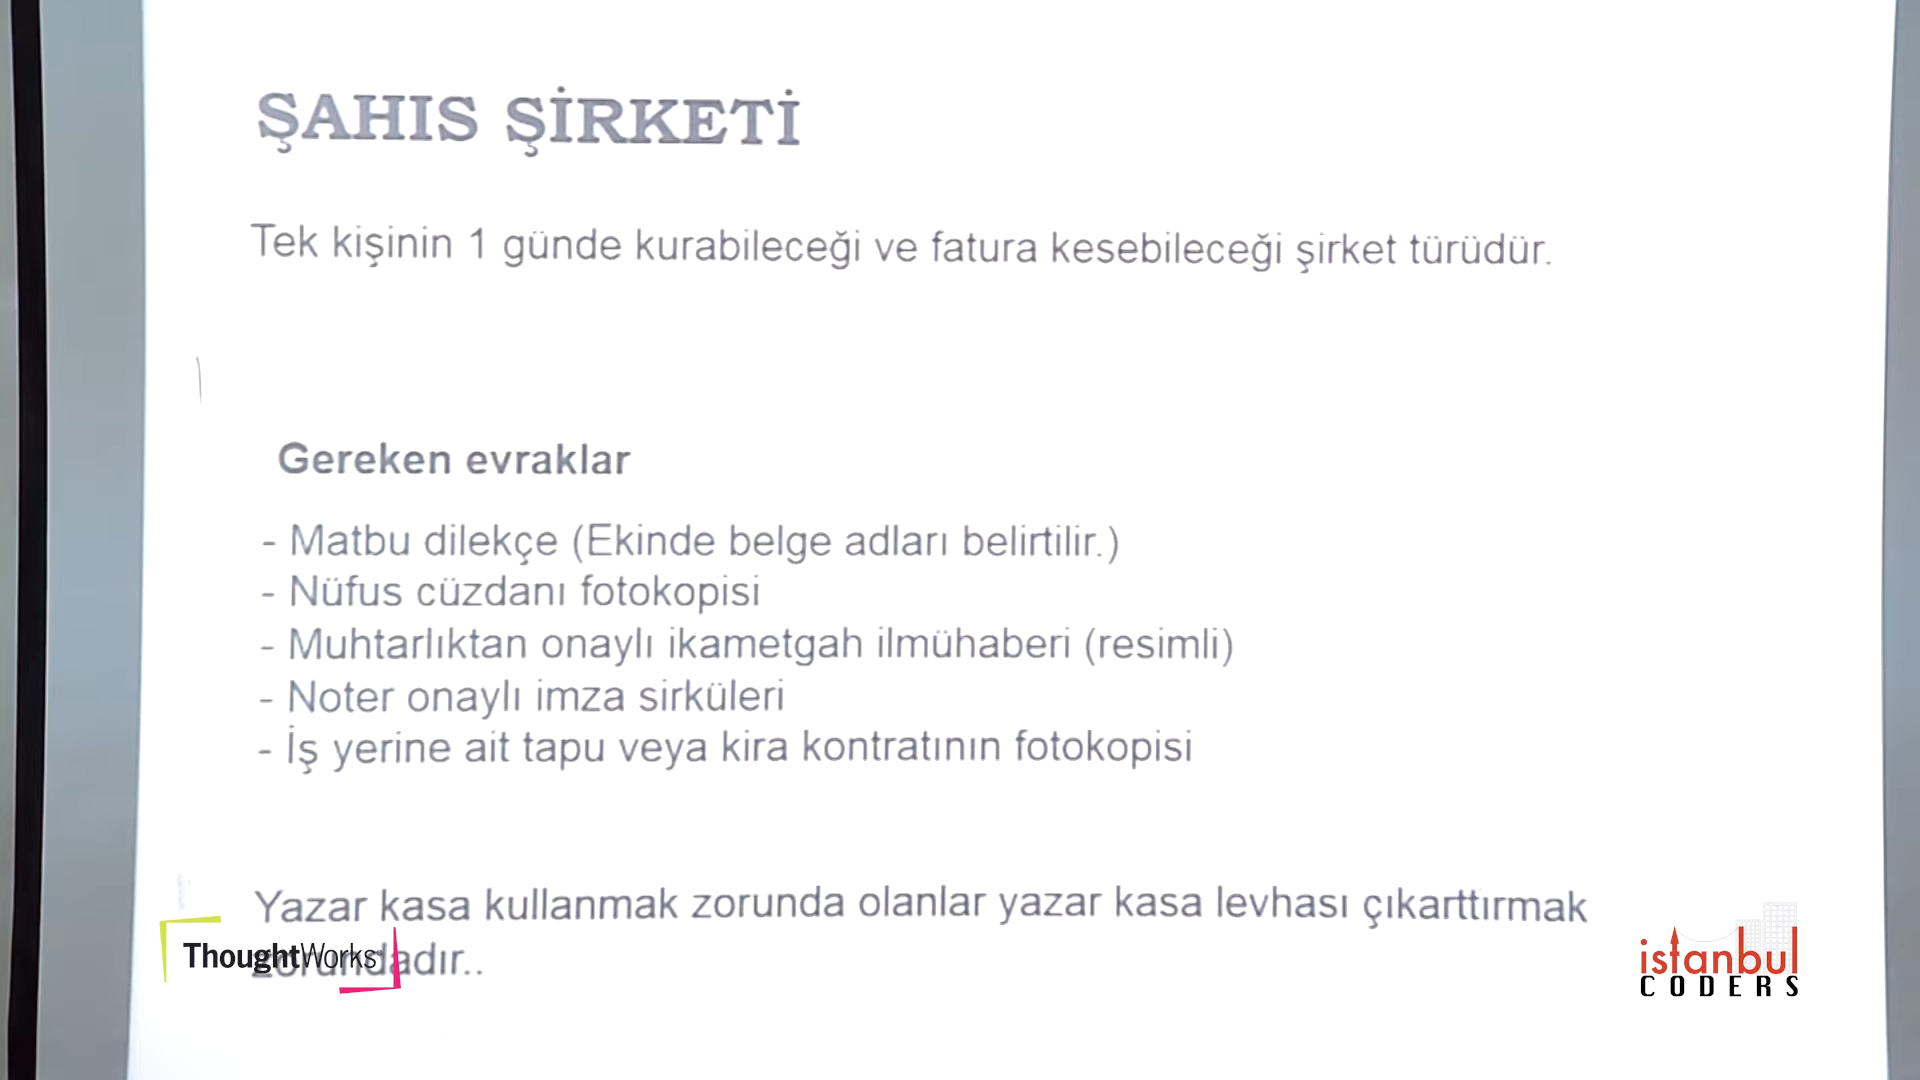 ŞAHIS ŞİRKETİ
Tek kişinin 1 günde kurabileceği ve fatura kesebileceği şirket türüdür.
Gereken evraklar
- Matbu dilekçe (Ekinde belge adları belirtilir.)
- Nüfus cüzdanı fotokopisi
- Muhtarlıktan onaylı ikametgah ilmühaberi (resimli)
- Noter onaylı imza sirküleri
- İş yerine ait tapu veya kira kontratının fotokopisi
Yazar kasa kullanmak zorunda olanlar yazar kasa levhası çıkarttırmak
zorundadır..
ThoughtWorks
istanbul
CODERS